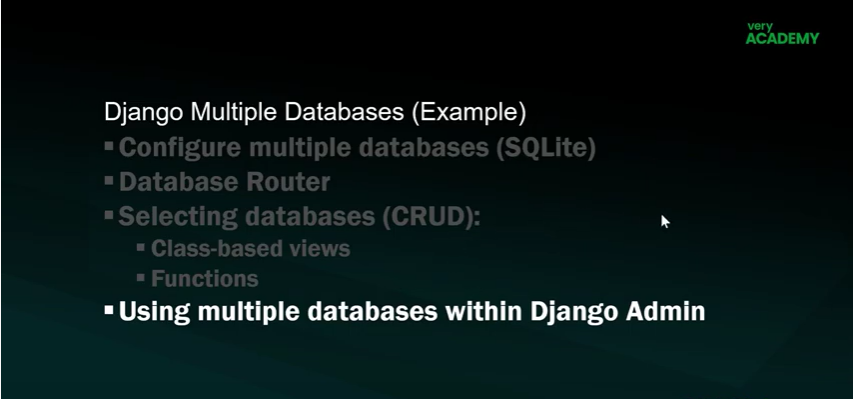 very
ACADEMY
Django Multiple Databases (Example)
▪ Configure multiple databases (SQLite)
▪ Database Router
▪ Selecting databases (CRUD):
▪ Class-based views
▪ Functions
▪ Using multiple databases within Django Admin